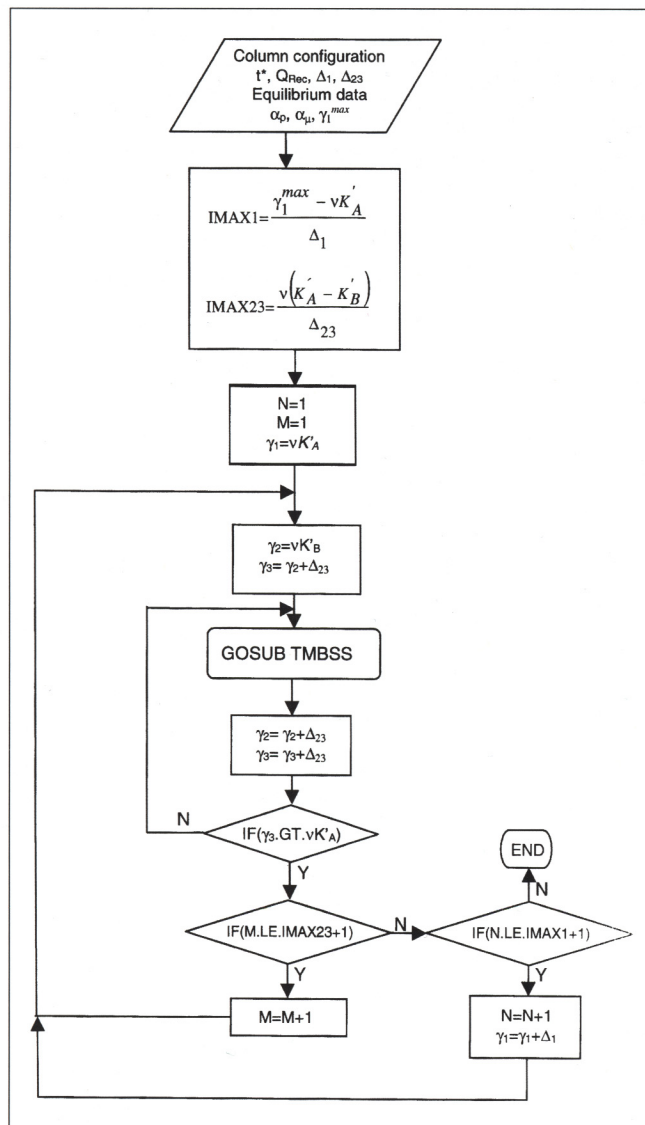 Column configuration
t*, QRec, Δ1, Δ23
Equilibrium data
αp, αμ, γ1^max
IMAX1= (γ1^max − νK'A) / Δ1
IMAX23= ν(K'A − K'B) / Δ23
N=1
M=1
γ1=νK'A
γ2=νK'B
γ3= γ2+Δ23
GOSUB TMBSS
γ2= γ2+Δ23
γ3= γ3+Δ23
N
IF(γ3.GT.νK'A)
END
Y
N
IF(M.LE.IMAX23+1)
N
IF(N.LE.IMAX1+1)
Y
Y
M=M+1
N=N+1
γ1=γ1+Δ1